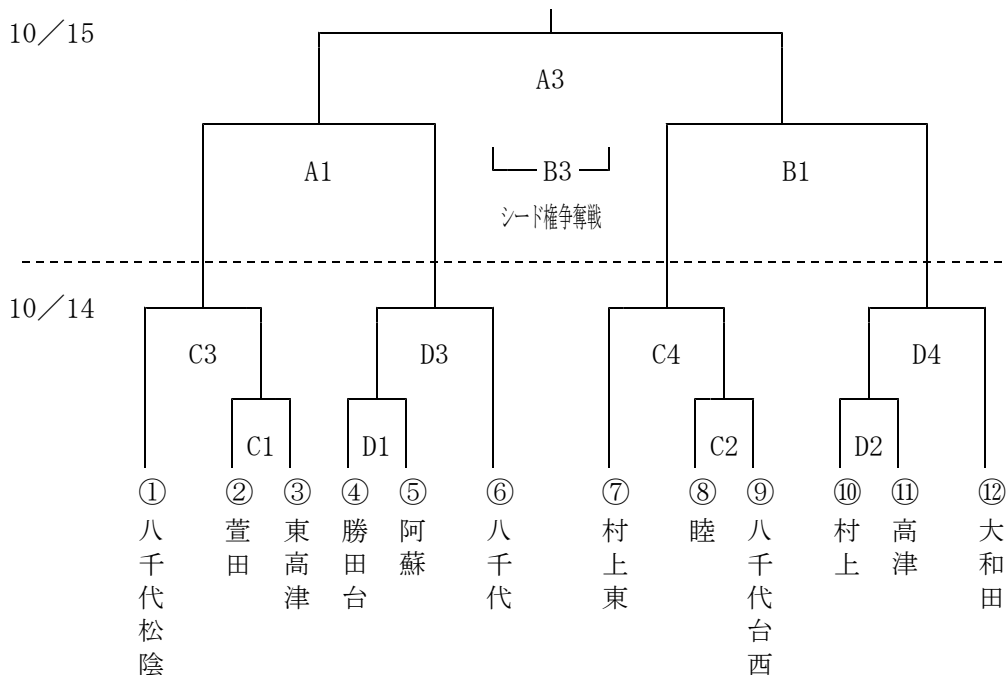 10/15
A3
A1
B3
B1
シード権争奪戦
10/14
C3
D3
C4
D4
C1
D1
C2
D2
①
②
③
④
⑤
⑥
⑦
⑧
⑨
⑩
⑪
⑫
八千代松陰
萱田
東高津
勝田台
阿蘇
八千代
村上東
睦
八千代台西
村上
高津
大和田